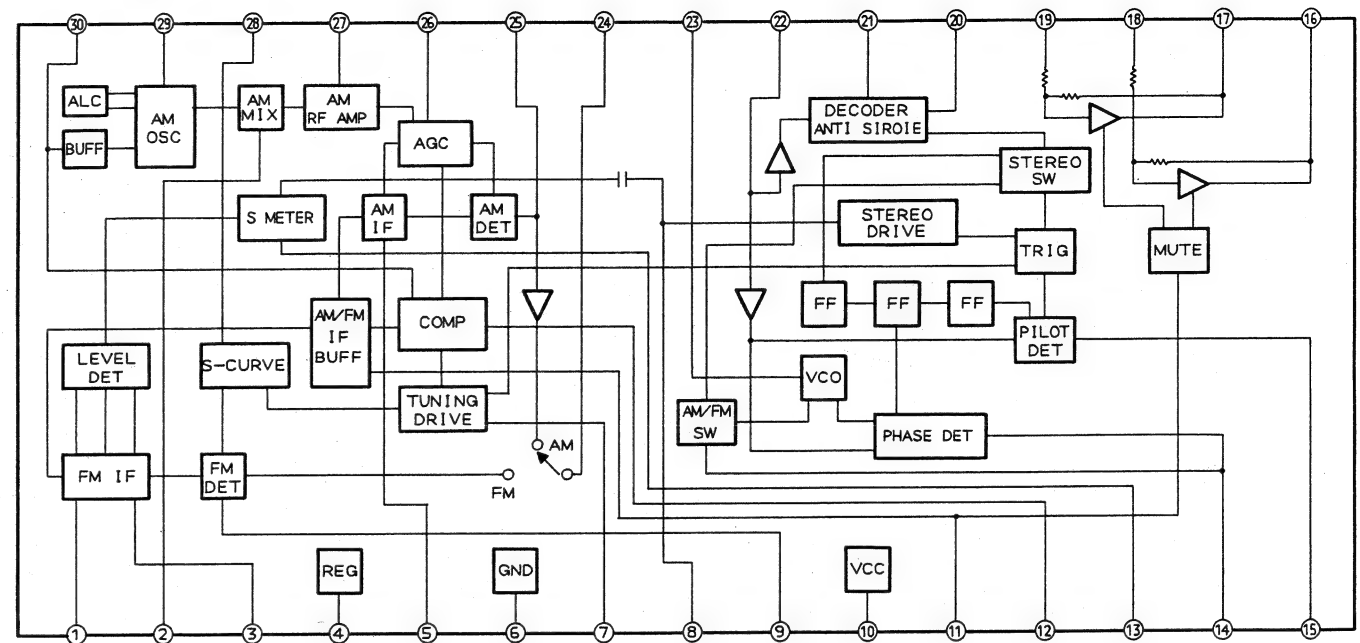 30 29 28 27 26 25 24 23 22 21 20 19 18 17 16
ALC
AM
OSC
AM
MIX
AM
RF AMP
BUFF
AGC
DECODER
ANTI SIROIE
STEREO
SW
S METER
AM
IF
AM
DET
STEREO
DRIVE
TRIG
MUTE
AM/FM
IF
BUFF
COMP
FF
FF
FF
PILOT
DET
LEVEL
DET
S-CURVE
TUNING
DRIVE
VCO
AM/FM
SW
PHASE DET
AM
FM
FM IF
FM
DET
REG
GND
VCC
1 2 3 4 5 6 7 8 9 10 11 12 13 14 15